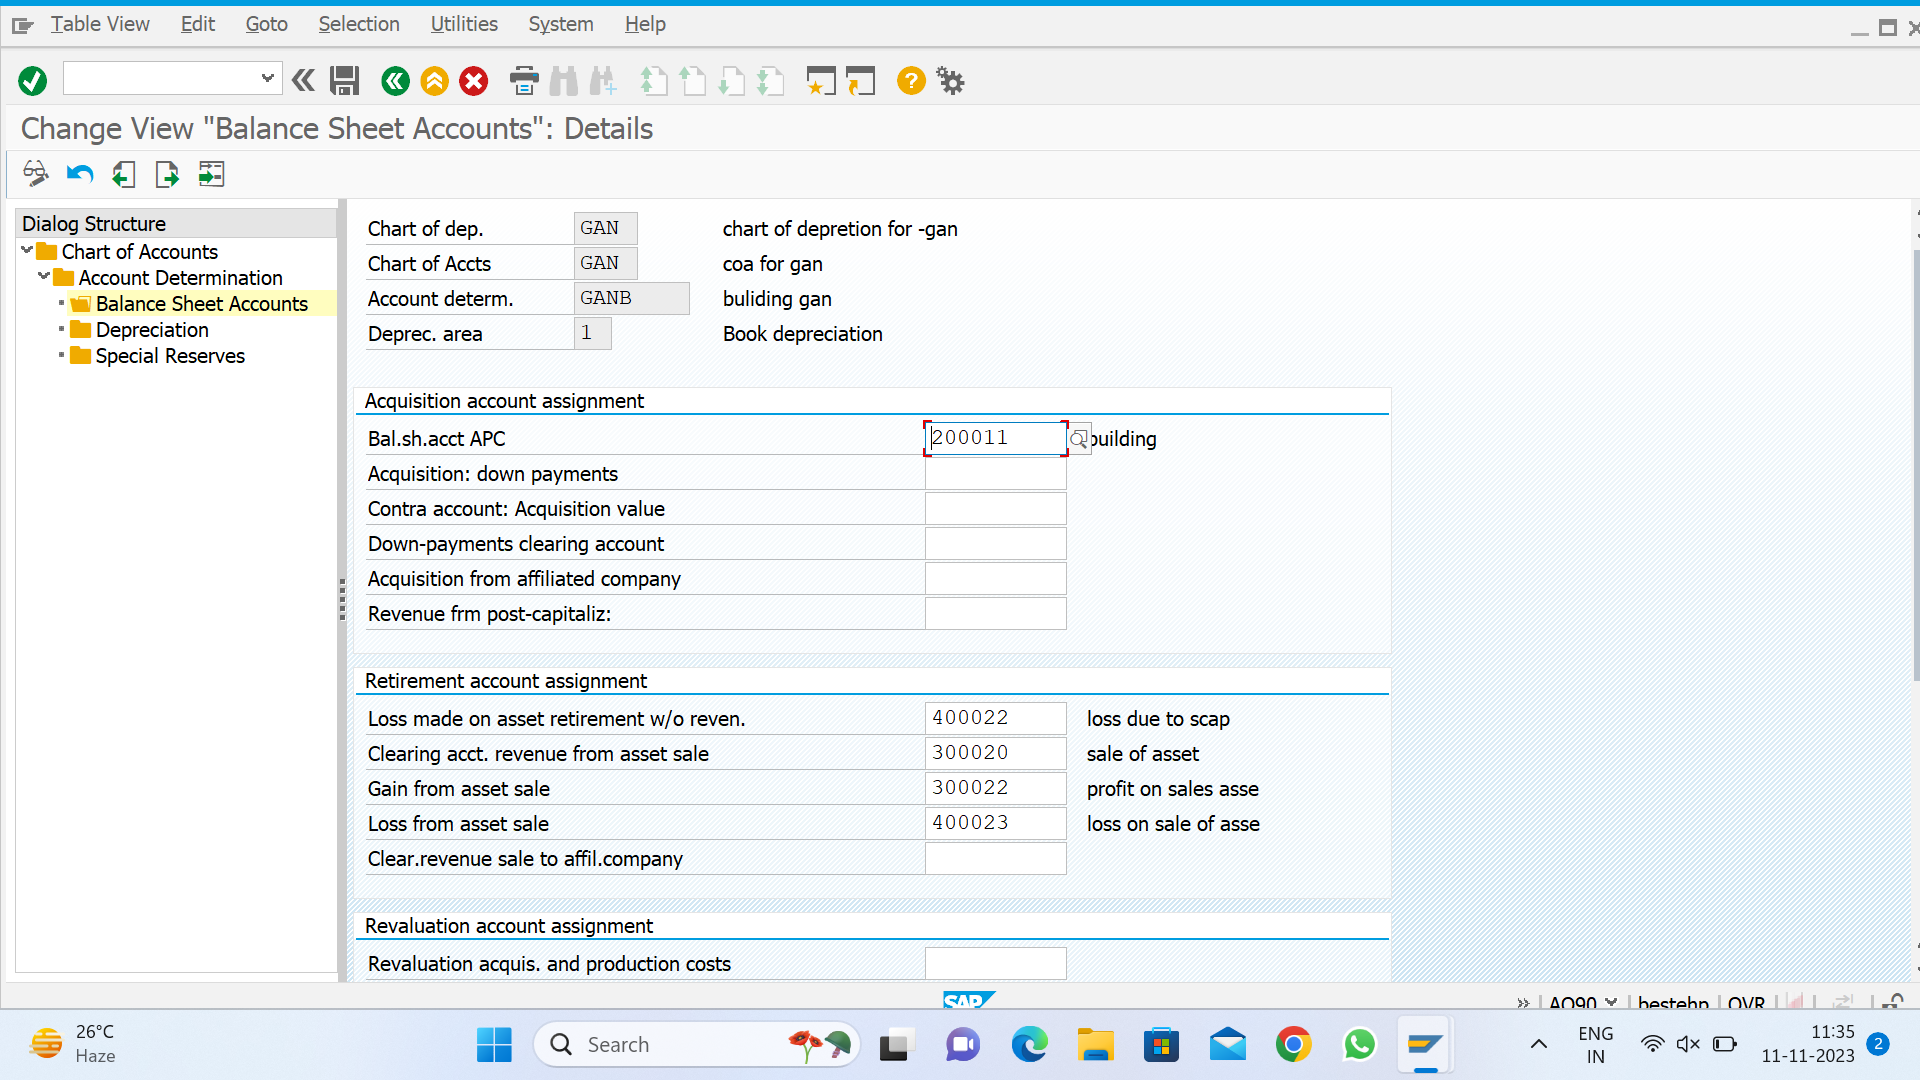 Table View Edit Goto Selection Utilities System Help
Change View "Balance Sheet Accounts": Details
Dialog Structure
Chart of Accounts
Account Determination
Balance Sheet Accounts
Depreciation
Special Reserves
Chart of dep. GAN chart of depretion for -gan
Chart of Accts GAN coa for gan
Account determ. GANB buliding gan
Deprec. area 1 Book depreciation
Acquisition account assignment
Bal.sh.acct APC 200011 building
Acquisition: down payments
Contra account: Acquisition value
Down-payments clearing account
Acquisition from affiliated company
Revenue frm post-capitaliz:
Retirement account assignment
Loss made on asset retirement w/o reven. 400022 loss due to scap
Clearing acct. revenue from asset sale 300020 sale of asset
Gain from asset sale 300022 profit on sales asse
Loss from asset sale 400023 loss on sale of asse
Clear.revenue sale to affil.company
Revaluation account assignment
Revaluation acquis. and production costs
SAP AO90 bestehp OVR
26°C
Haze
Search
ENG
IN
11:35
11-11-2023
2